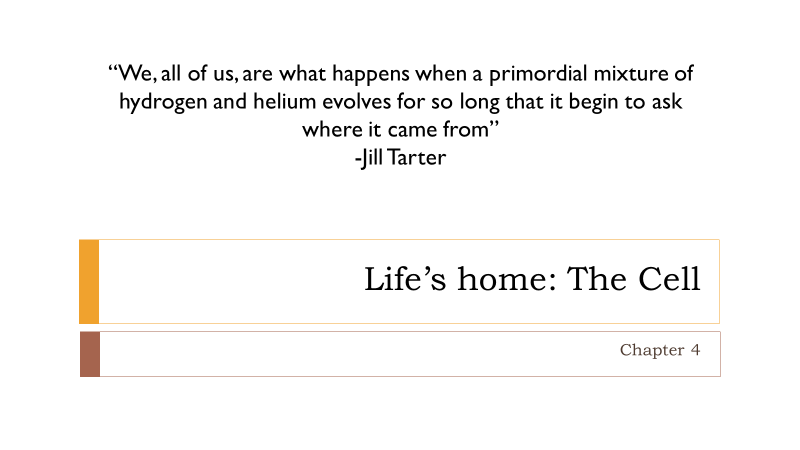 “We, all of us, are what happens when a primordial mixture of
hydrogen and helium evolves for so long that it begin to ask
where it came from”
-Jill Tarter
Life’s home: The Cell
Chapter 4